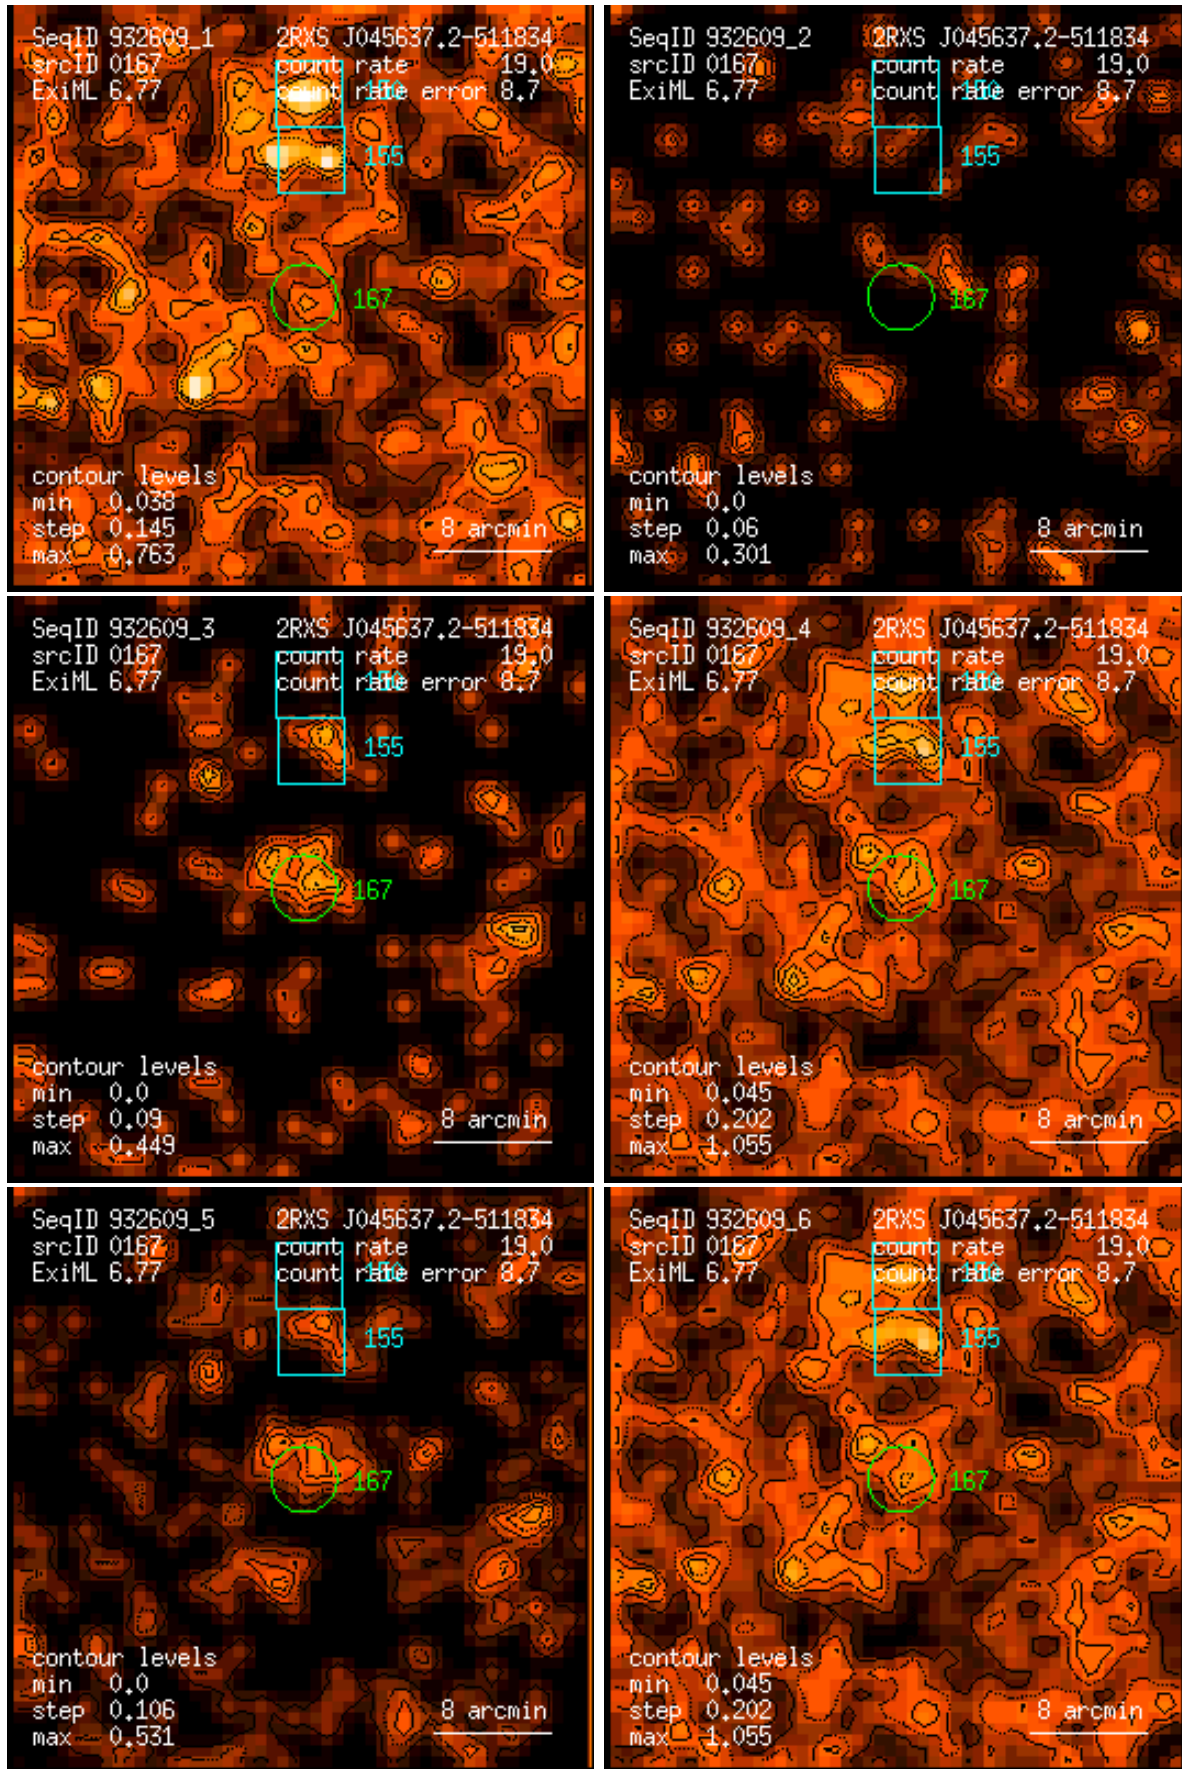 SeqID 932609_1 2RXS J045637.2-511834
srcID 0167 count rate 19.0
ExiML 6.77 count rate error 8.7
155
167
contour levels
min 0.038
step 0.145
max 0.763
8 arcmin
SeqID 932609_2 2RXS J045637.2-511834
srcID 0167 count rate 19.0
ExiML 6.77 count rate error 8.7
155
167
contour levels
min 0.0
step 0.06
max 0.301
8 arcmin
SeqID 932609_3 2RXS J045637.2-511834
srcID 0167 count rate 19.0
ExiML 6.77 count rate error 8.7
155
167
contour levels
min 0.0
step 0.09
max 0.449
8 arcmin
SeqID 932609_4 2RXS J045637.2-511834
srcID 0167 count rate 19.0
ExiML 6.77 count rate error 8.7
155
167
contour levels
min 0.045
step 0.202
max 1.055
8 arcmin
SeqID 932609_5 2RXS J045637.2-511834
srcID 0167 count rate 19.0
ExiML 6.77 count rate error 8.7
155
167
contour levels
min 0.0
step 0.106
max 0.531
8 arcmin
SeqID 932609_6 2RXS J045637.2-511834
srcID 0167 count rate 19.0
ExiML 6.77 count rate error 8.7
155
167
contour levels
min 0.045
step 0.202
max 1.055
8 arcmin